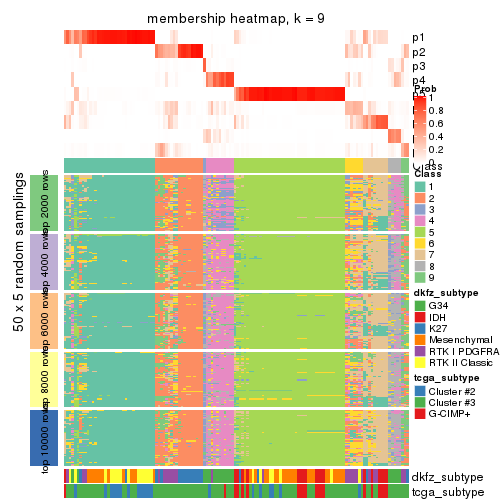 membership heatmap, k = 9
p1
p2
p3
p4
Prob
1
0.8
0.6
0.4
0.2
0
Class
Class
1
2
3
4
5
6
7
8
9
50 x 5 random samplings
top 2000 rows
top 4000 rows
top 6000 rows
top 8000 rows
top 10000 rows
dkfz_subtype
G34
IDH
K27
Mesenchymal
RTK I PDGFRA
RTK II Classic
tcga_subtype
Cluster #2
Cluster #3
G-CIMP+
dkfz_subtype
tcga_subtype